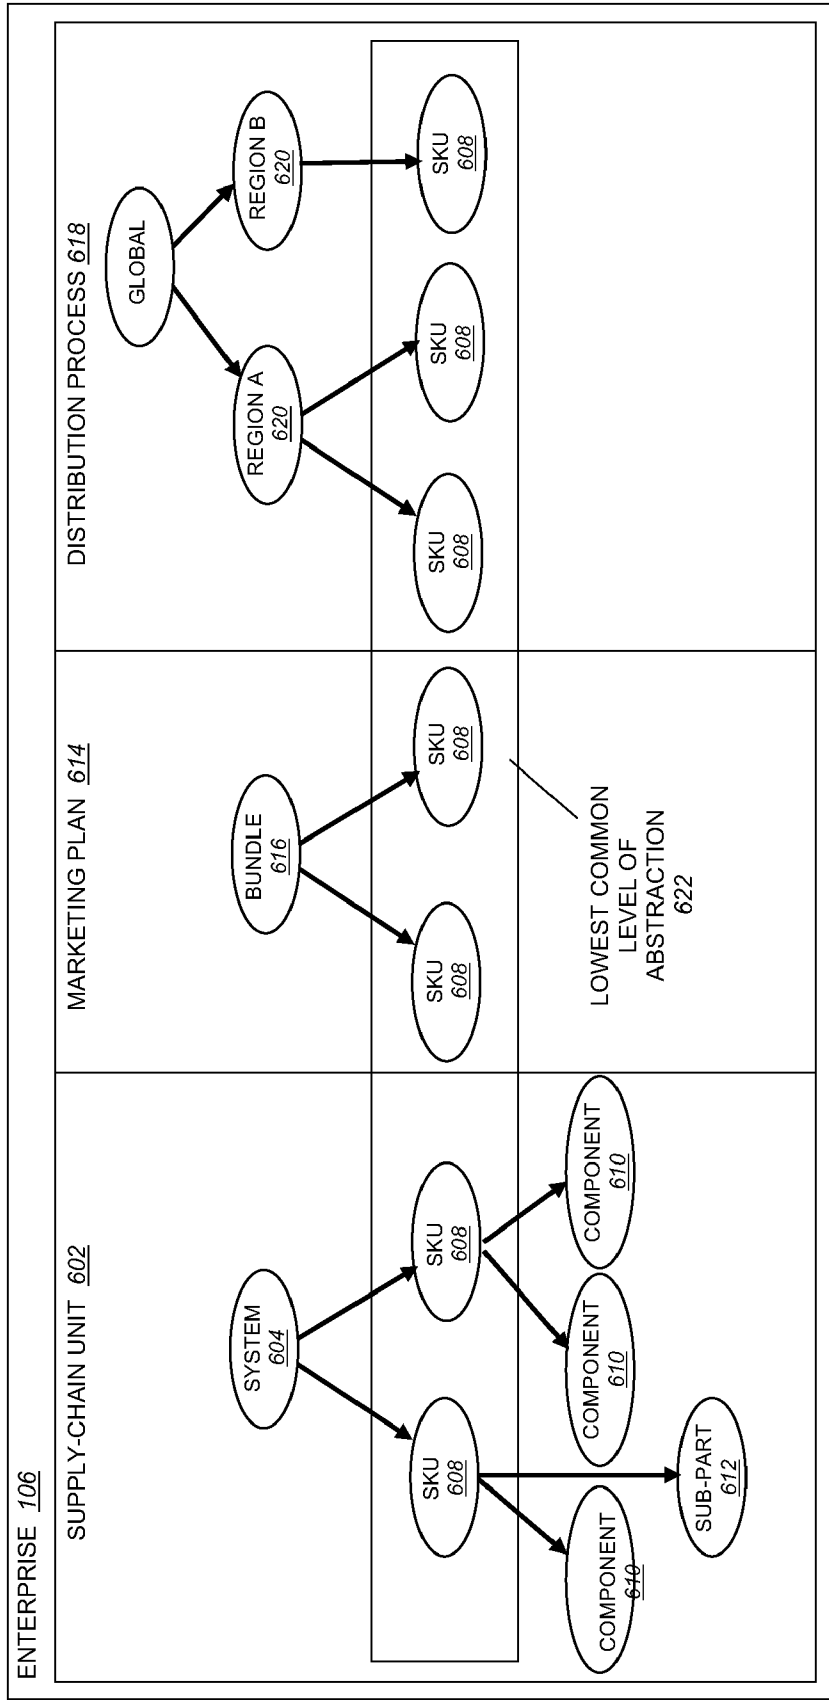 ENTERPRISE 106
SUPPLY-CHAIN UNIT 602
SYSTEM
604
SKU
608
SKU
608
COMPONENT
610
COMPONENT
610
COMPONENT
610
SUB-PART
612
MARKETING PLAN 614
BUNDLE
616
SKU
608
SKU
608
LOWEST COMMON
LEVEL OF
ABSTRACTION
622
DISTRIBUTION PROCESS 618
GLOBAL
REGION A
620
REGION B
620
SKU
608
SKU
608
SKU
608